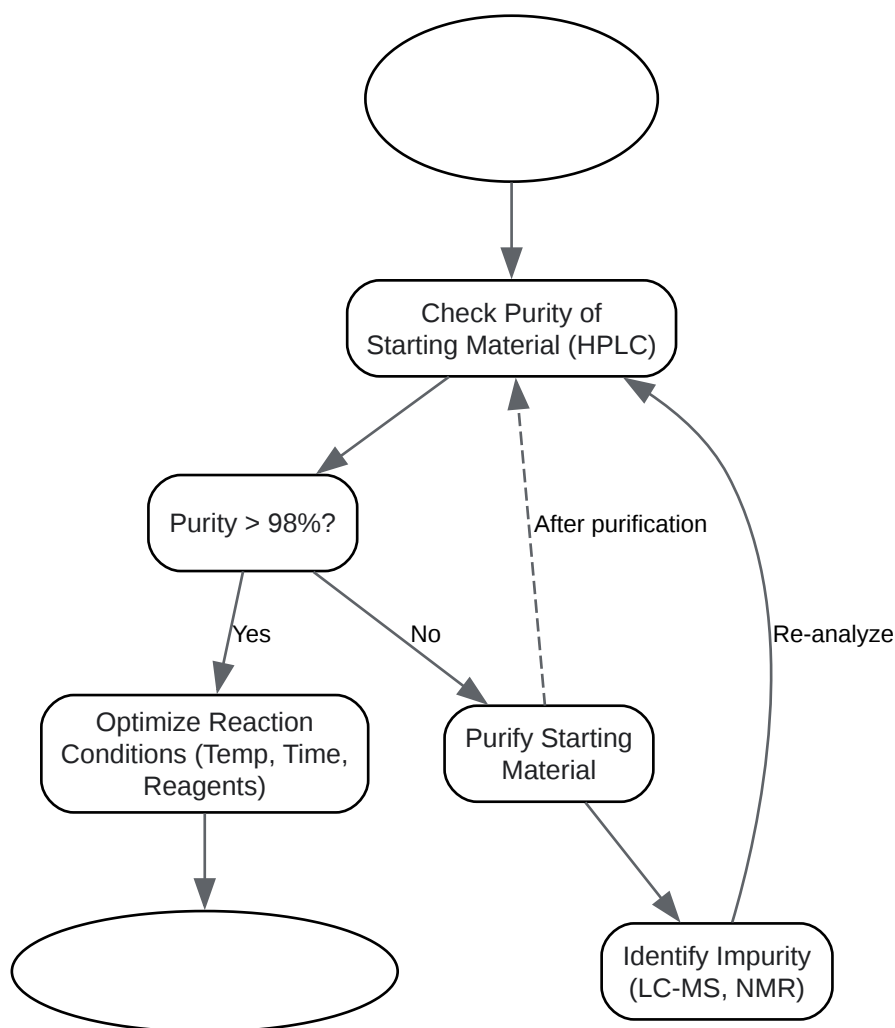 Check Purity of
Starting Material (HPLC)
Purity > 98%?
After purification
Yes
No
Re-analyze
Optimize Reaction
Conditions (Temp, Time,
Reagents)
Purify Starting
Material
Identify Impurity
(LC-MS, NMR)